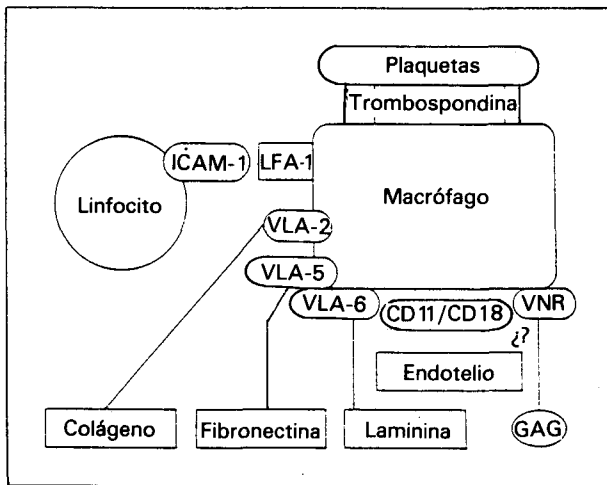 Plaquetas
Trombospondina
ICAM-1
LFA-1
Linfocito
Macrófago
VLA-2
VLA-5
VLA-6
CD11/CD18
VNR
¿?
Endotelio
Colágeno
Fibronectina
Laminina
GAG